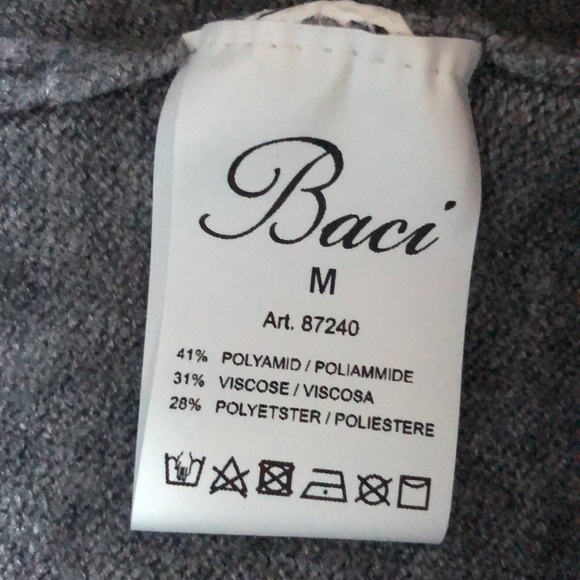 Baci
M
Art. 87240
41% POLYAMID / POLIAMMIDE
31% VISCOSE / VISCOSA
28% POLYETSTER / POLIESTERE